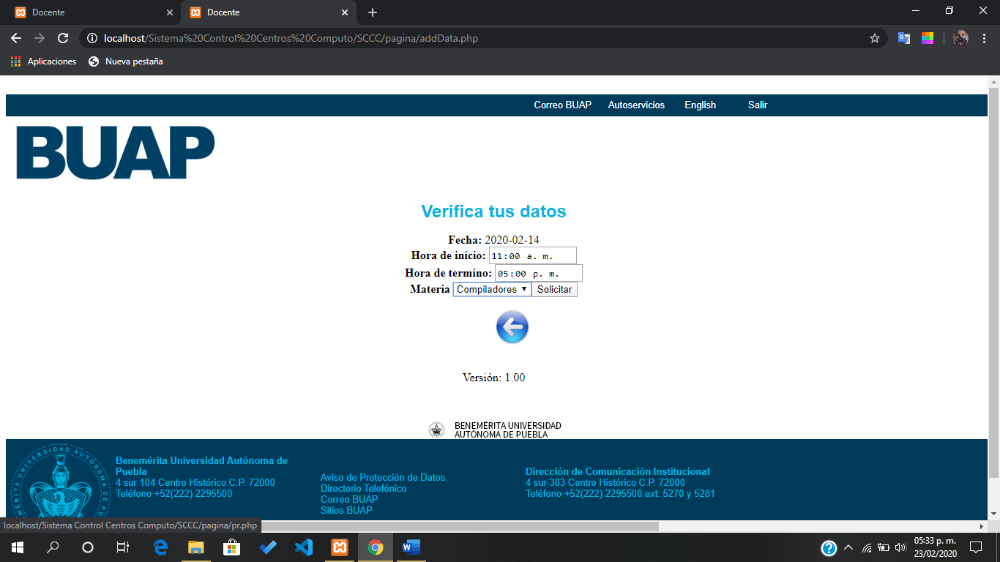 Docente
Docente
localhost/Sistema%20Control%20Centros%20Computo/SCCC/pagina/addData.php
Aplicaciones Nueva pestaña
Correo BUAP Autoservicios English Salir
BUAP
Verifica tus datos
Fecha: 2020-02-14
Hora de inicio: 11:00 a. m.
Hora de termino: 05:00 p. m.
Materia Compiladores Solicitar
Versión: 1.00
BENEMÉRITA UNIVERSIDAD
AUTÓNOMA DE PUEBLA
Benemérita Universidad Autónoma de
Puebla
4 sur 104 Centro Histórico C.P. 72000
Teléfono +52(222) 2295500
Aviso de Protección de Datos
Directorio Telefónico
Correo BUAP
Sitios BUAP
Dirección de Comunicación Institucional
4 sur 303 Centro Histórico C.P. 72000
Teléfono +52(222) 2295500 ext. 5270 y 5281
localhost/Sistema Control Centros Computo/SCCC/pagina/pr.php
05:33 p. m.
23/02/2020